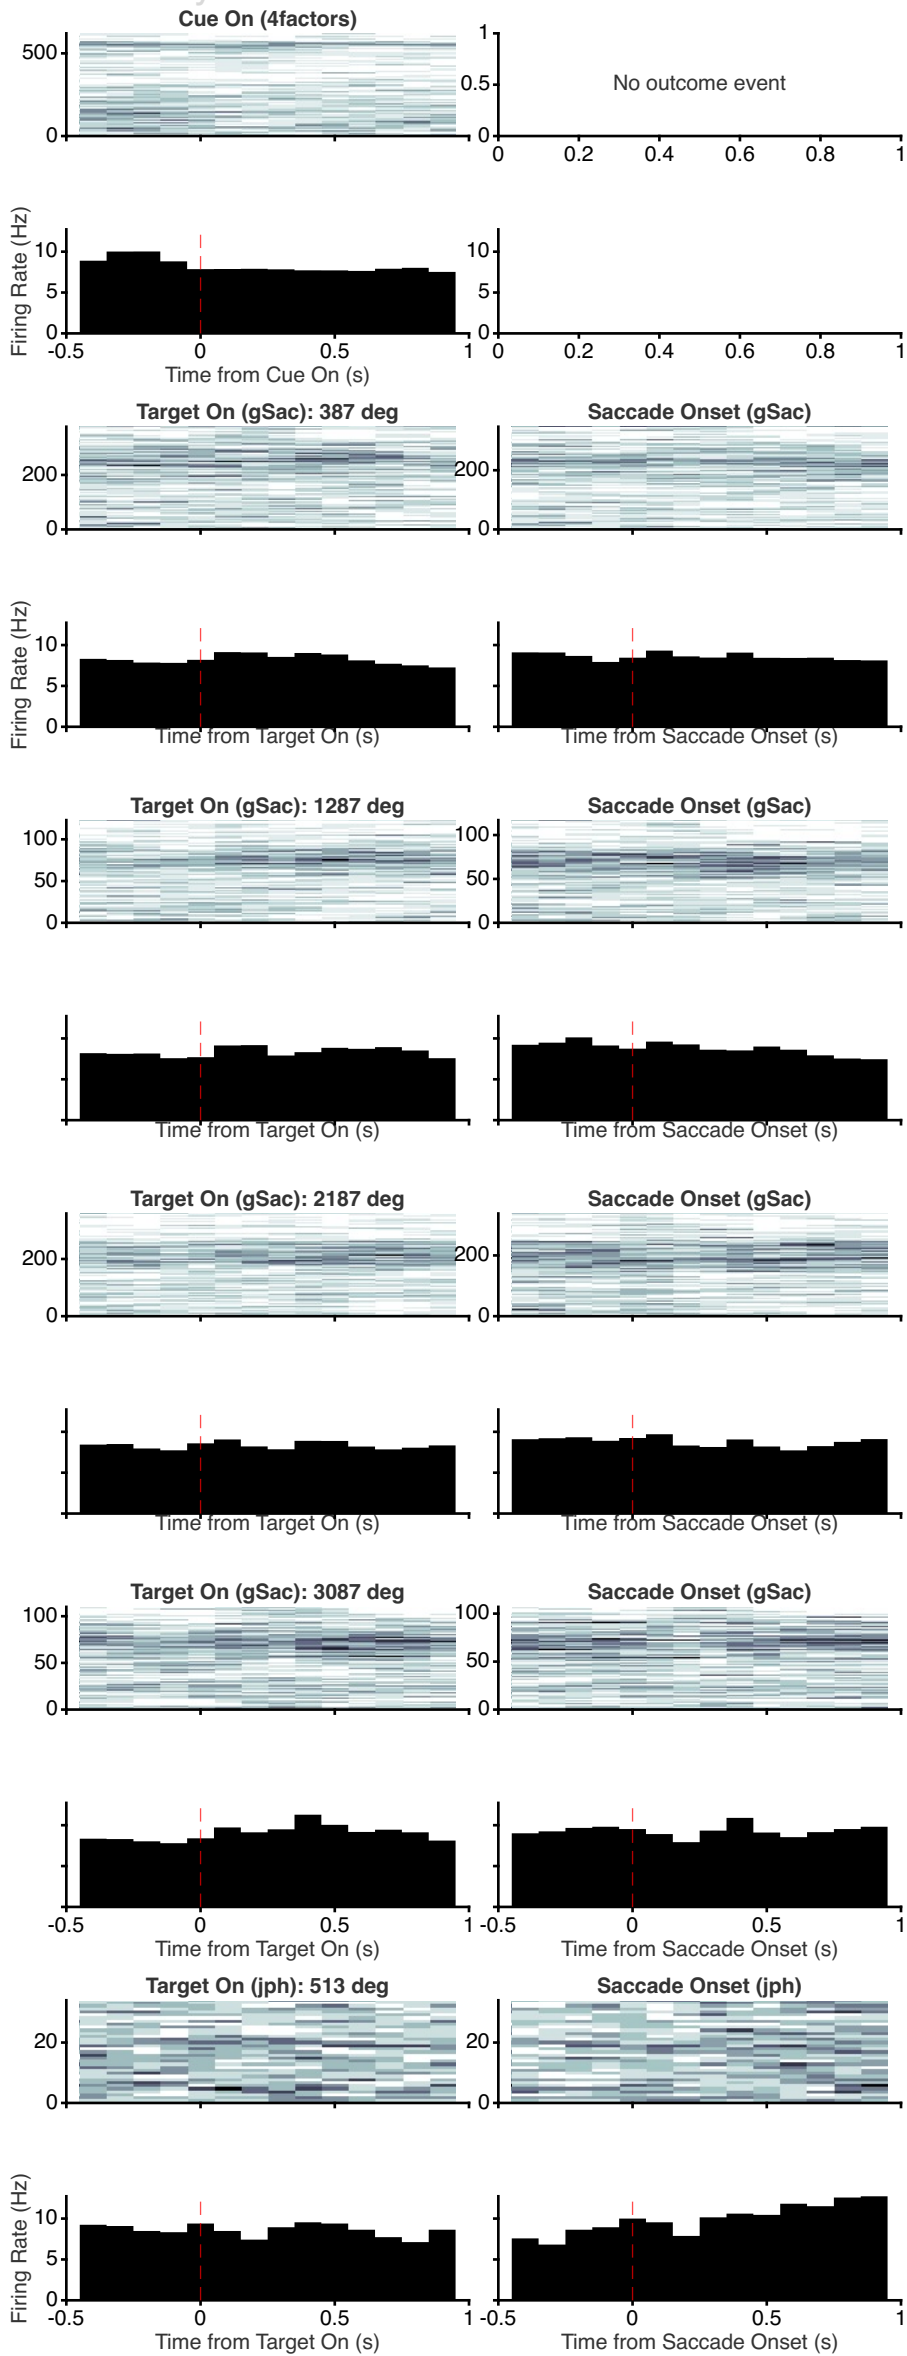 Cue On (4factors)
500
0
1
0.5
0
No outcome event
0 0.2 0.4 0.6 0.8 1
Firing Rate (Hz)
10
5
0
-0.5 0 0.5 1
Time from Cue On (s)
10
5
0
0 0.2 0.4 0.6 0.8 1
Target On (gSac): 387 deg
200
0
Saccade Onset (gSac)
200
0
Firing Rate (Hz)
10
5
0
Time from Target On (s)
Time from Saccade Onset (s)
Target On (gSac): 1287 deg
100
50
0
Saccade Onset (gSac)
100
50
0
Time from Target On (s)
Time from Saccade Onset (s)
Target On (gSac): 2187 deg
200
0
Saccade Onset (gSac)
200
0
Time from Target On (s)
Time from Saccade Onset (s)
Target On (gSac): 3087 deg
100
50
0
Saccade Onset (gSac)
100
50
0
-0.5 0 0.5 1
Time from Target On (s)
-0.5 0 0.5 1
Time from Saccade Onset (s)
Target On (jph): 513 deg
20
0
Saccade Onset (jph)
20
0
Firing Rate (Hz)
10
5
0
-0.5 0 0.5 1
Time from Target On (s)
-0.5 0 0.5 1
Time from Saccade Onset (s)